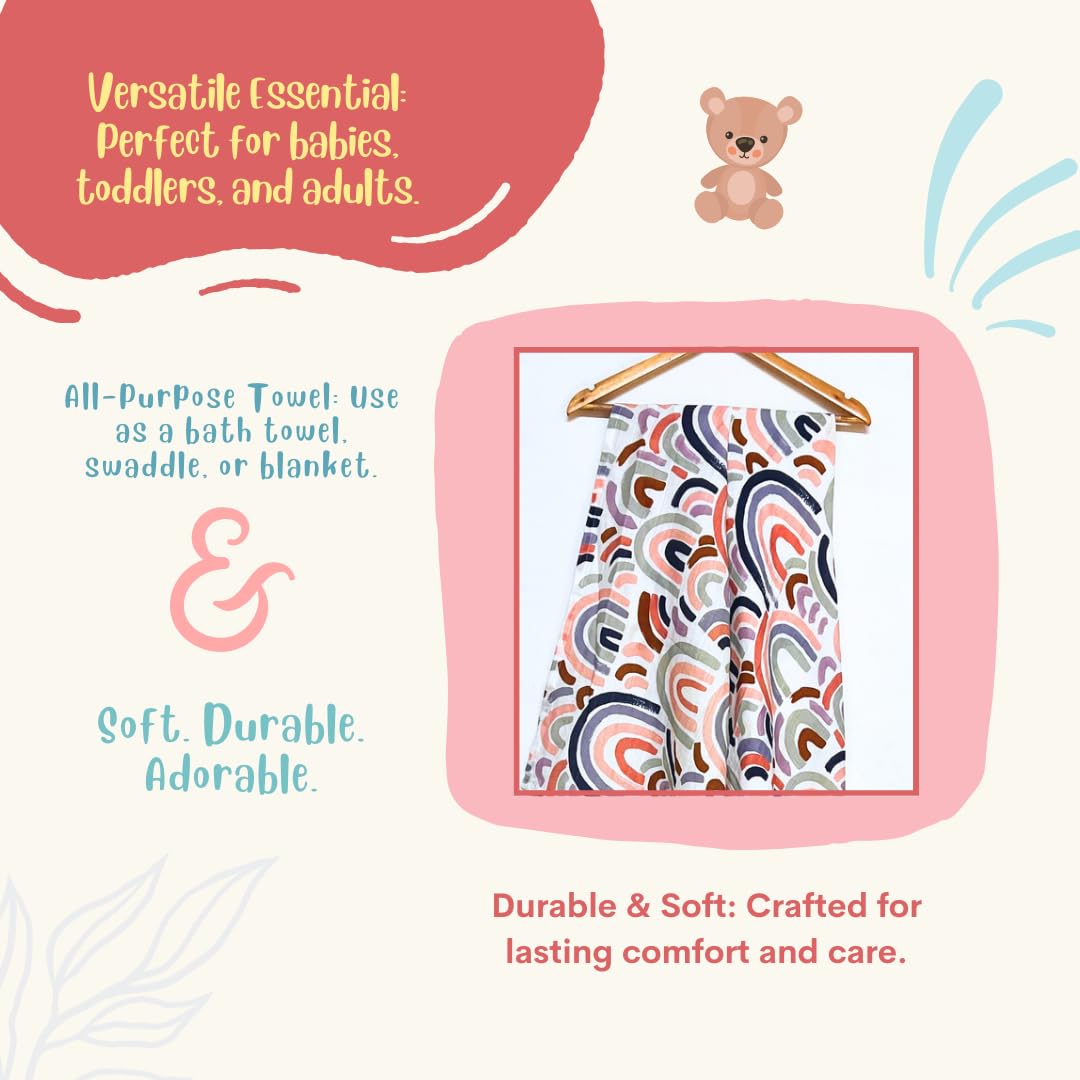 Versatile Essential:
Perfect for babies,
toddlers, and adults.
All-Purpose Towel: Use
as a bath towel,
swaddle, or blanket.
&
Soft. Durable.
Adorable.
Durable & Soft: Crafted for
lasting comfort and care.